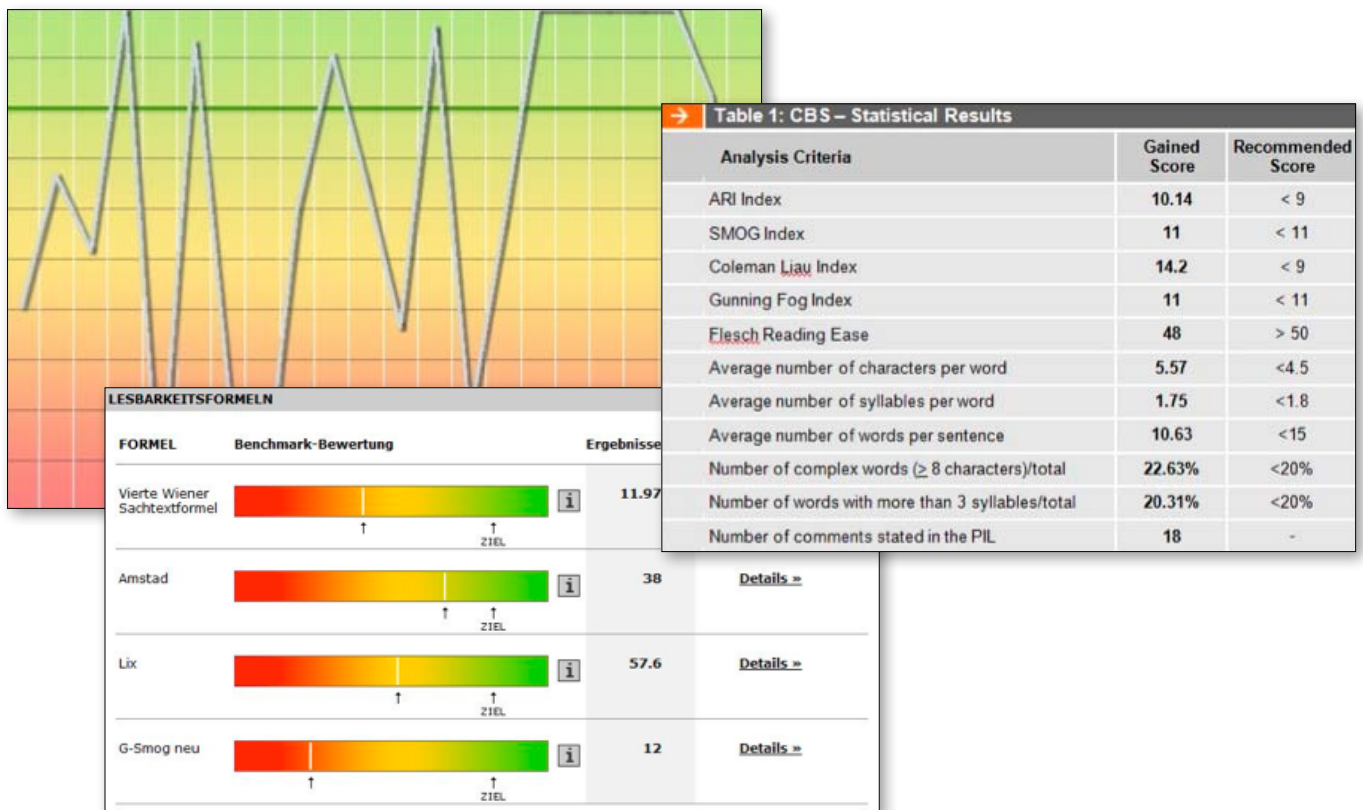 → Table 1: CBS – Statistical Results
Analysis Criteria Gained Score Recommended Score
ARI Index 10.14 < 9
SMOG Index 11 < 11
Coleman Liau Index 14.2 < 9
Gunning Fog Index 11 < 11
Flesch Reading Ease 48 > 50
Average number of characters per word 5.57 <4.5
Average number of syllables per word 1.75 <1.8
Average number of words per sentence 10.63 <15
Number of complex words (≥ 8 characters)/total 22.63% <20%
Number of words with more than 3 syllables/total 20.31% <20%
Number of comments stated in the PIL 18 -
LESBARKEITSFORMELN
FORMEL Benchmark-Bewertung Ergebnisse
Vierte Wiener Sachtextformel i 11.97
↑ ↑
ZIEL
Amstad i 38 Details »
↑ ↑
ZIEL
Lix i 57.6 Details »
↑ ↑
ZIEL
G-Smog neu i 12 Details »
↑ ↑
ZIEL